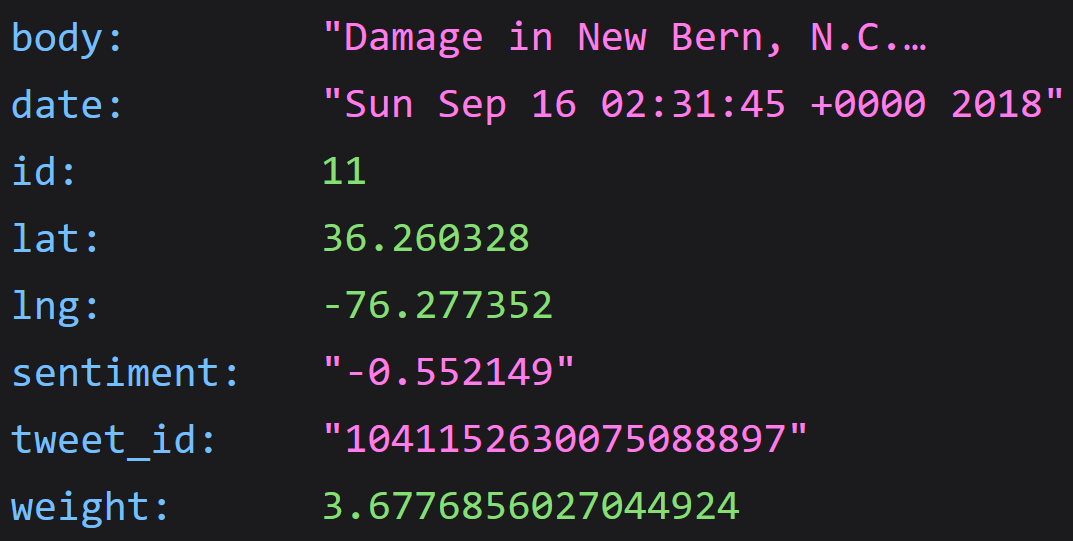 body: "Damage in New Bern, N.C.…
date: "Sun Sep 16 02:31:45 +0000 2018"
id: 11
lat: 36.260328
lng: -76.277352
sentiment: "-0.552149"
tweet_id: "1041152630075088897"
weight: 3.6776856027044924